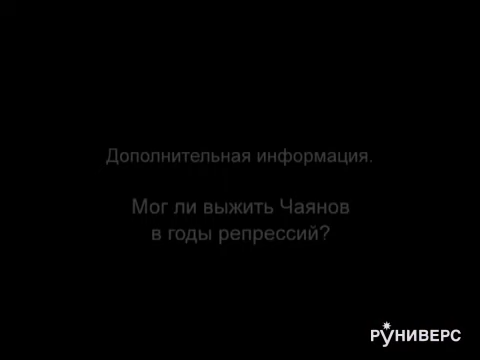 Дополнительная информация.
Мог ли выжить Чаянов
в годы репрессий?
РУНИВЕРС